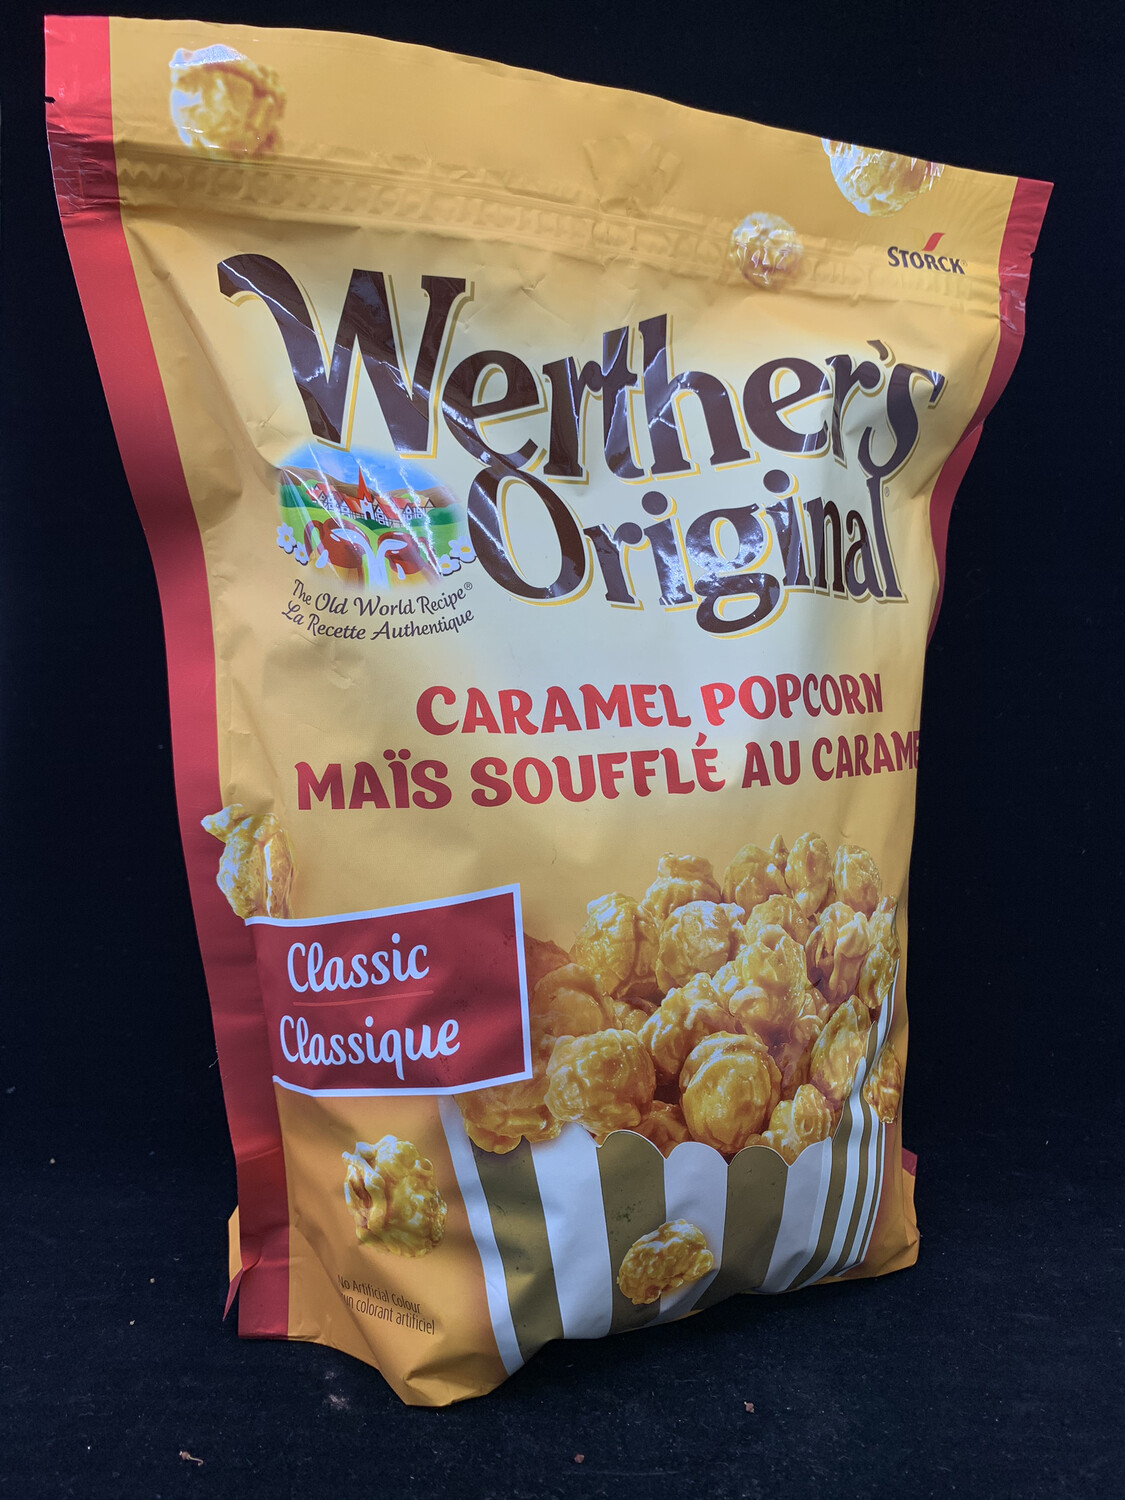 STORCK
Werther's
Original®
The Old World Recipe®
La Recette Authentique
CARAMEL POPCORN
MAÏS SOUFFLÉ AU CARAME
Classic
Classique
No Artificial Colour
colorant artificiel